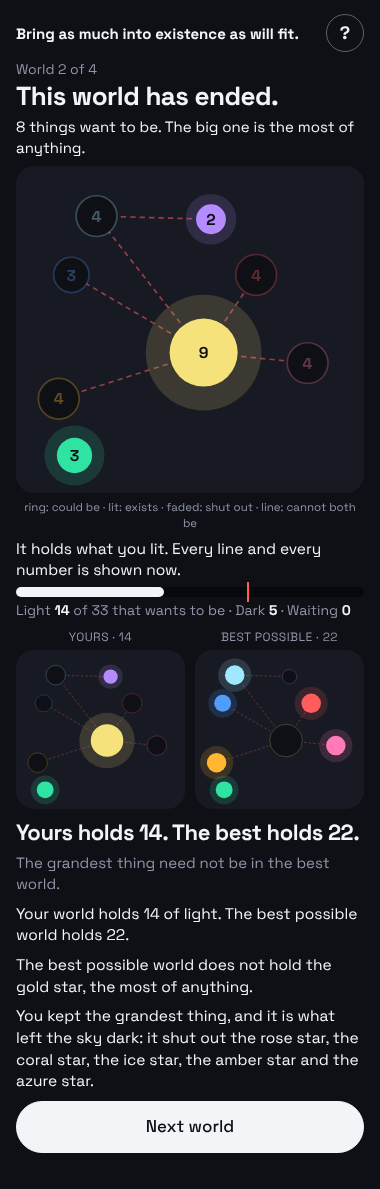 Bring as much into existence as will fit.
?
World 2 of 4
This world has ended.
8 things want to be. The big one is the most of
anything.
4
2
3
4
9
4
4
3
ring: could be · lit: exists · faded: shut out · line: cannot both
be
It holds what you lit. Every line and every
number is shown now.
Light 14 of 33 that wants to be · Dark 5 · Waiting 0
YOURS · 14
BEST POSSIBLE · 22
Yours holds 14. The best holds 22.
The grandest thing need not be in the best
world.
Your world holds 14 of light. The best possible
world holds 22.
The best possible world does not hold the
gold star, the most of anything.
You kept the grandest thing, and it is what
left the sky dark: it shut out the rose star, the
coral star, the ice star, the amber star and the
azure star.
Next world